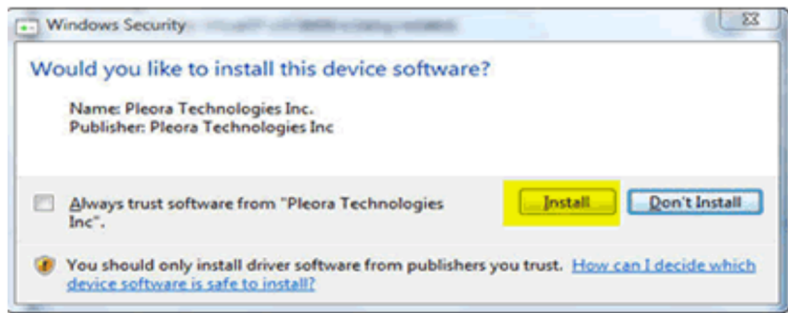 Windows Security
Would you like to install this device software?
Name: Pleora Technologies Inc.
Publisher: Pleora Technologies Inc
Always trust software from "Pleora Technologies
Inc".
Install
Don't Install
You should only install driver software from publishers you trust. How can I decide which
device software is safe to install?